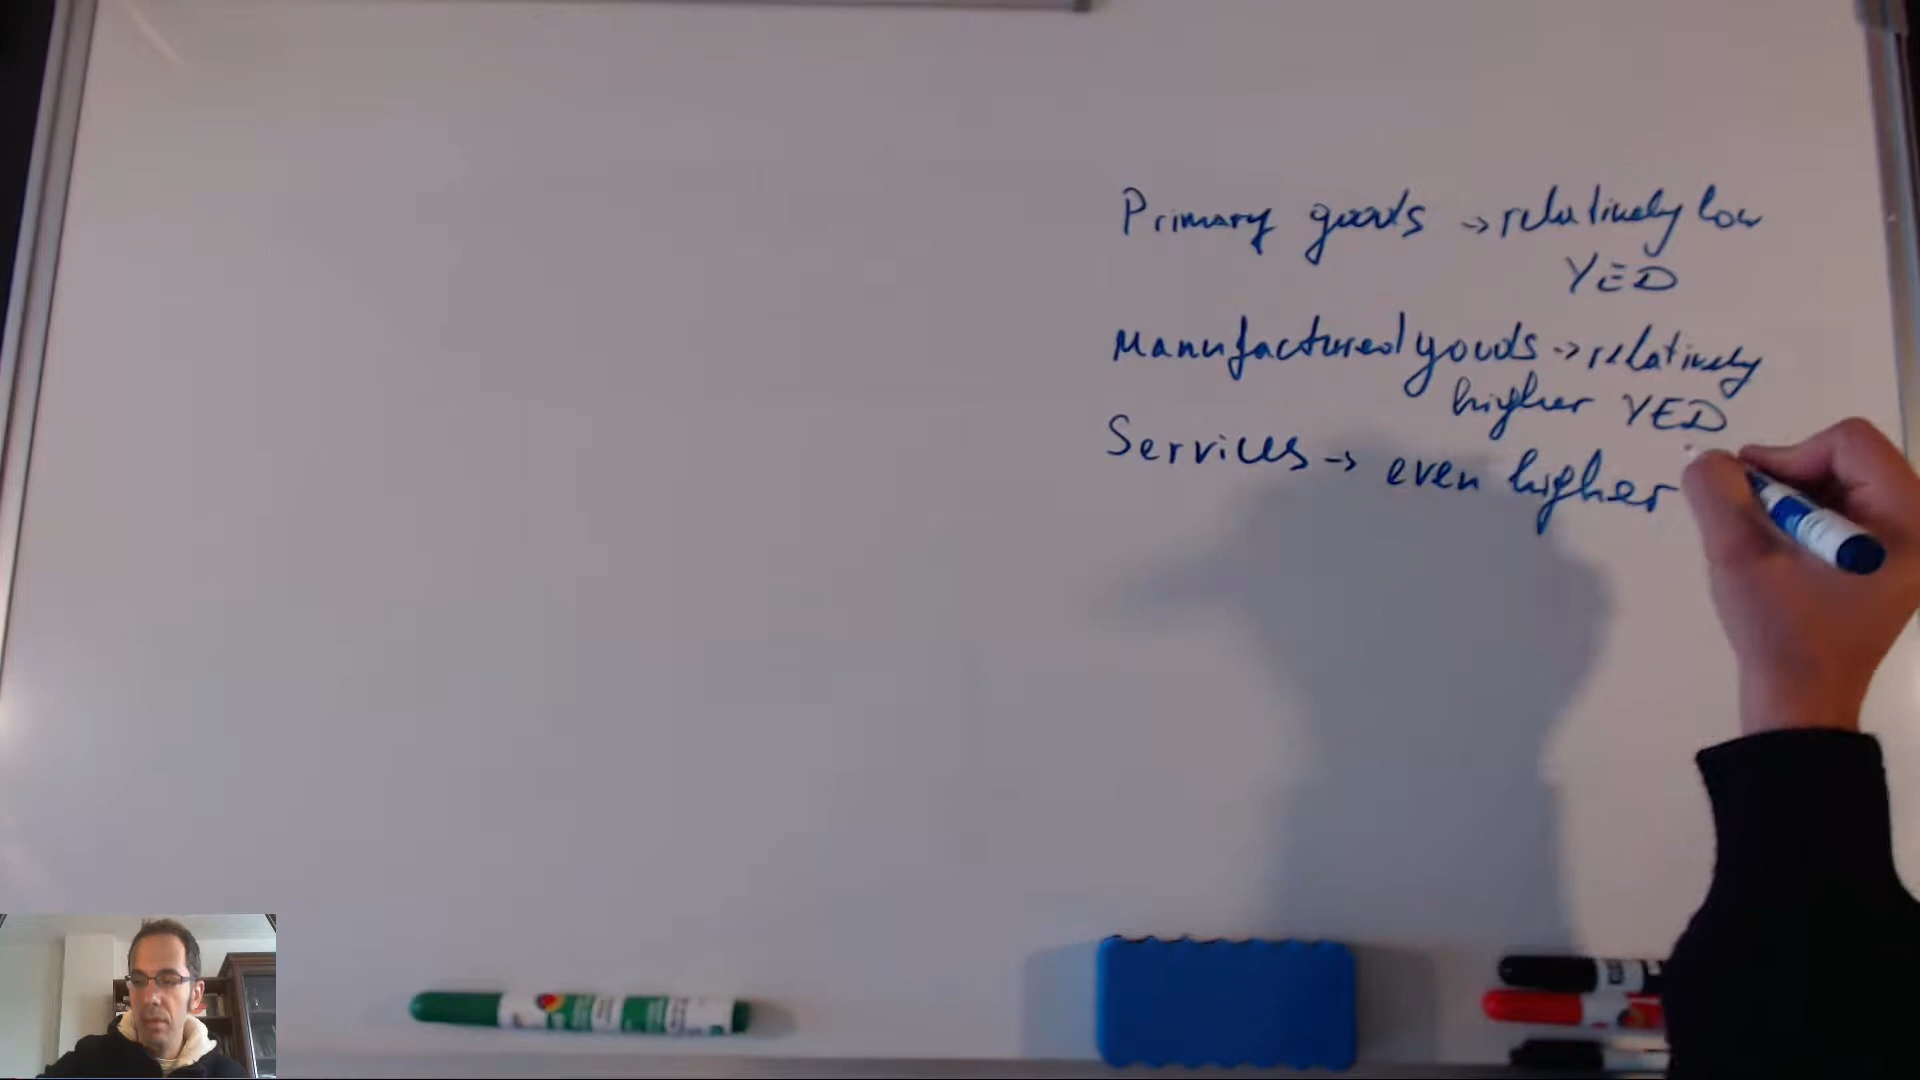 Primary goods → relatively low
YED
Manufactured goods → relatively
higher YED
Services → even higher